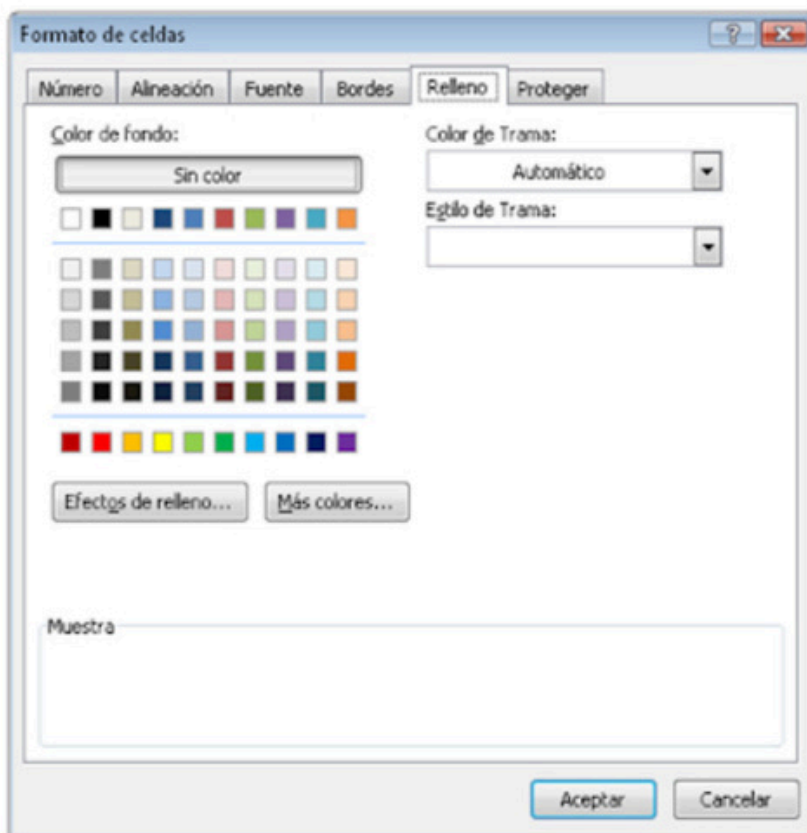 Formato de celdas
Número Alineación Fuente Bordes Relleno Proteger
Color de fondo:
Sin color
Color de Trama:
Automático
Estilo de Trama:
Efectos de relleno...
Más colores...
Muestra
Aceptar
Cancelar